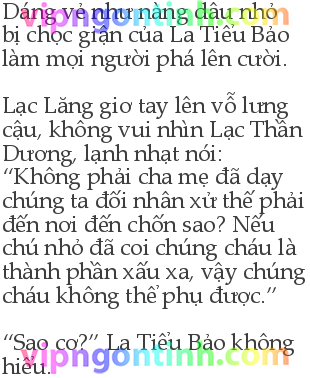 Dáng vẻ như nàng dâu nhỏ
bị chọc giận của La Tiểu Bảo
làm mọi người phá lên cười.
Lạc Lăng giơ tay lên vỗ lưng
cậu, không vui nhìn Lạc Thần
Dương, lạnh nhạt nói:
“Không phải cha mẹ đã dạy
chúng ta đối nhân xử thế phải
đến nơi đến chốn sao? Nếu
chú nhỏ đã coi chúng cháu là
thành phần xấu xa, vậy chúng
cháu không thể phụ được.”
“Sao cơ?” La Tiểu Bảo không
hiểu.
vipngontinh.com
vipngontinh.com